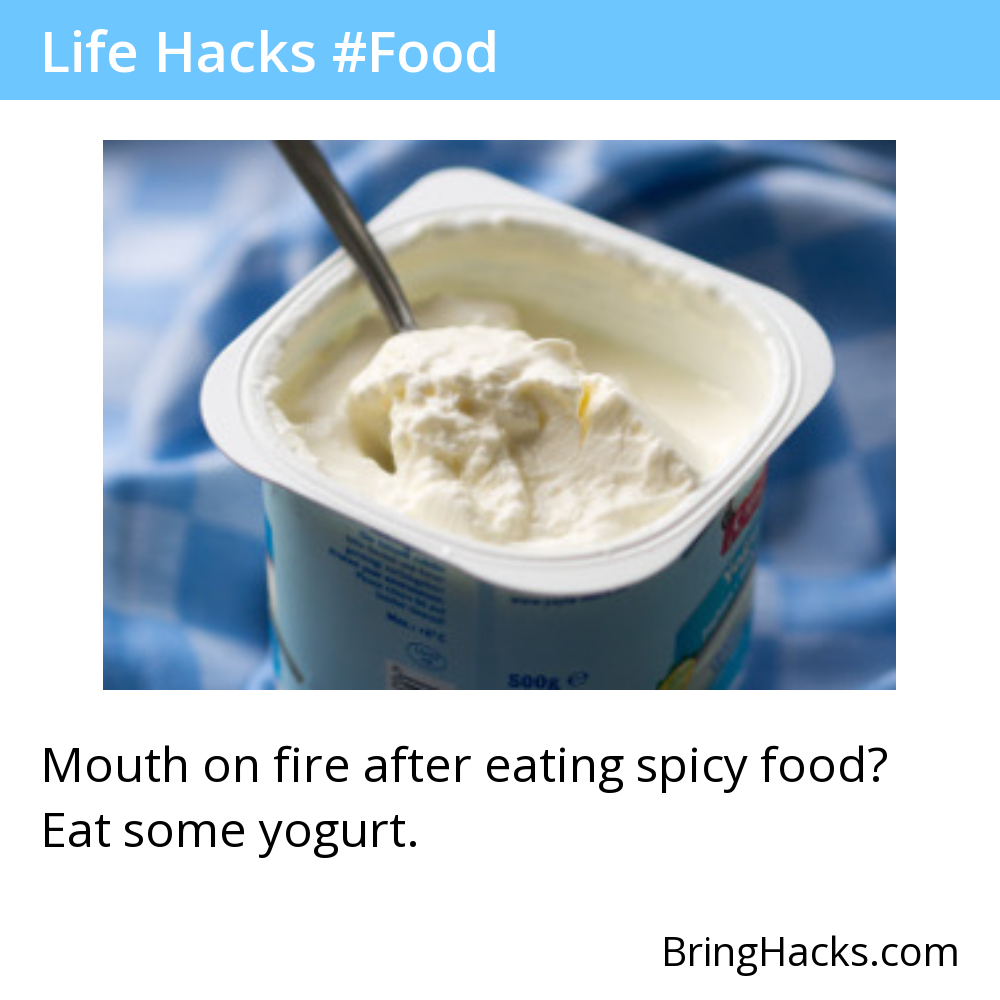 Life Hacks #Food
500g e
Mouth on fire after eating spicy food?
Eat some yogurt.
BringHacks.com